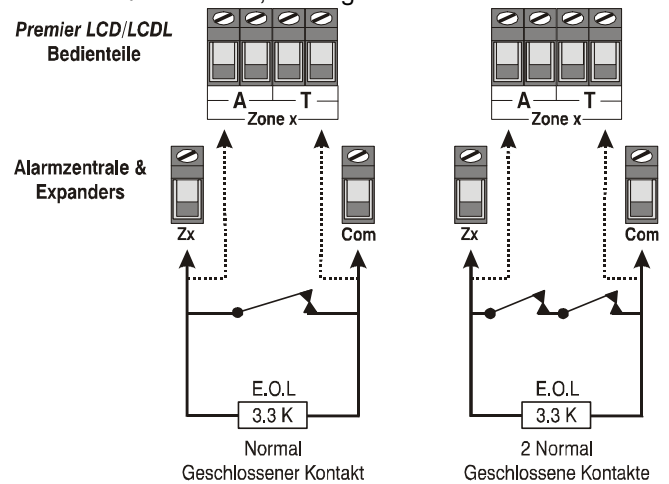 Premier LCD/LCDL
Bedienteile
A T
Zone x
A T
Zone x
Alarmzentrale &
Expanders
Zx Com
Zx Com
E.O.L
3.3 K
Normal
Geschlossener Kontakt
E.O.L
3.3 K
2 Normal
Geschlossene Kontakte